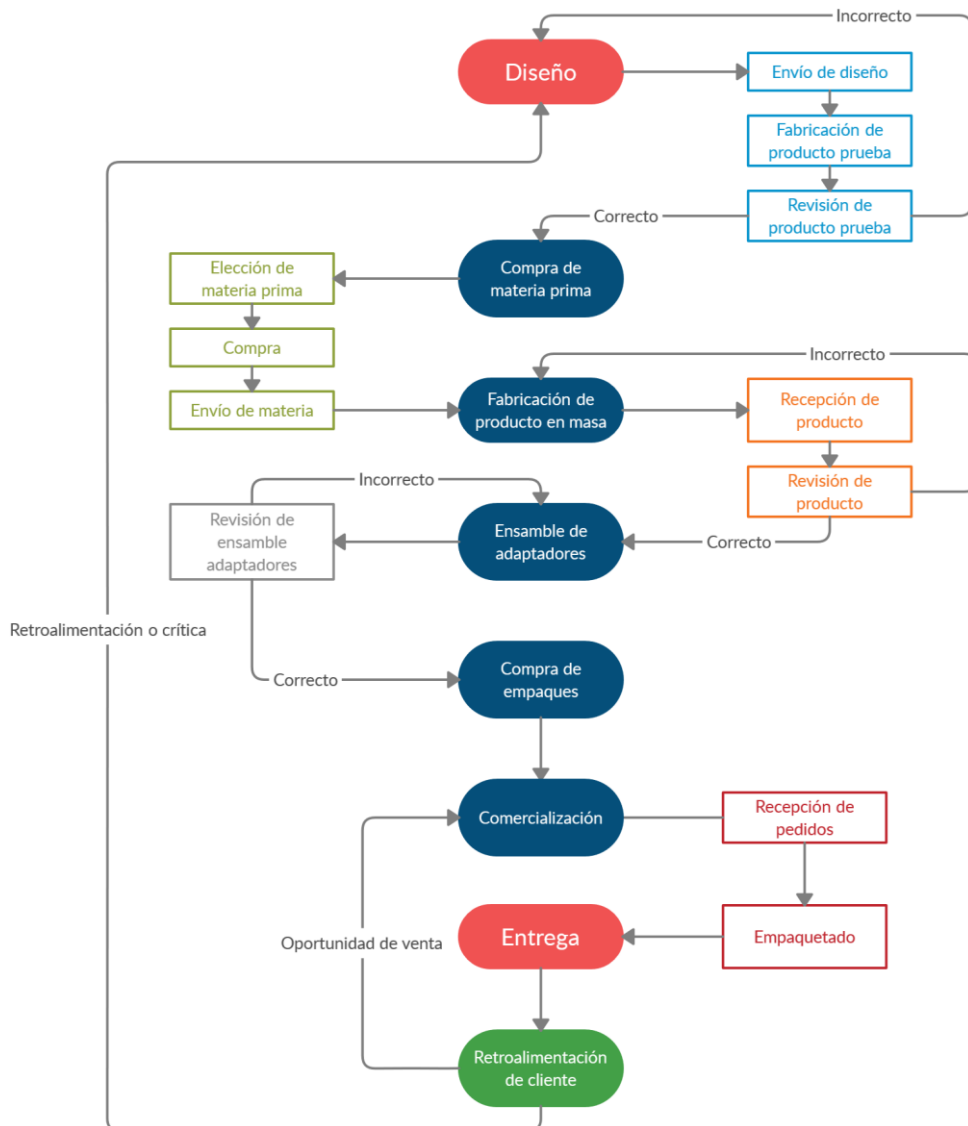 Incorrecto
Diseño
Envío de diseño
Fabricación de
producto prueba
Revisión de
producto prueba
Correcto
Compra de
materia prima
Elección de
materia prima
Compra
Envío de materia
Incorrecto
Fabricación de
producto en masa
Recepción de
producto
Revisión de
producto
Correcto
Incorrecto
Ensamble de
adaptadores
Revisión de
ensamble
adaptadores
Retroalimentación o crítica
Correcto
Compra de
empaques
Comercialización
Recepción de
pedidos
Empaquetado
Entrega
Oportunidad de venta
Retroalimentación
de cliente